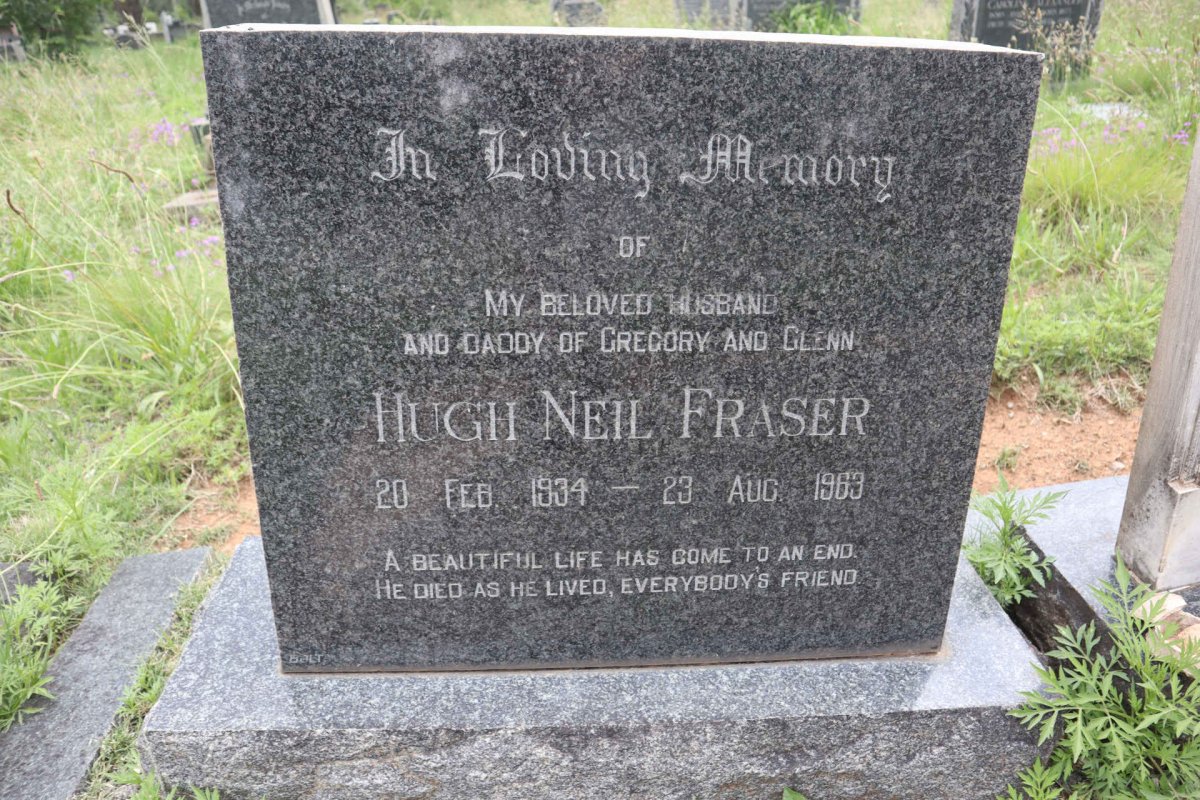 In Loving Memory
OF
MY BELOVED HUSBAND
AND DADDY OF GREGORY AND GLENN
HUGH NEIL FRASER
20 FEB. 1934 — 23 AUG. 1963
A BEAUTIFUL LIFE HAS COME TO AN END.
HE DIED AS HE LIVED, EVERYBODY'S FRIEND.
BOLT